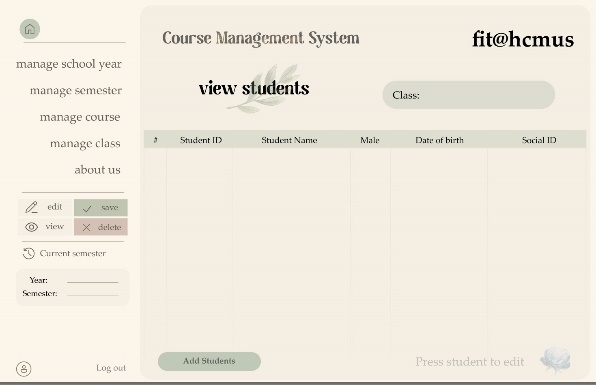 manage school year
manage semester
manage course
manage class
about us
edit
save
view
delete
Current semester
Year:
Semester:
Log out
Course Management System
fit@hcmus
view students
Class:
# Student ID Student Name Male Date of birth Social ID
Add Students
Press student to edit